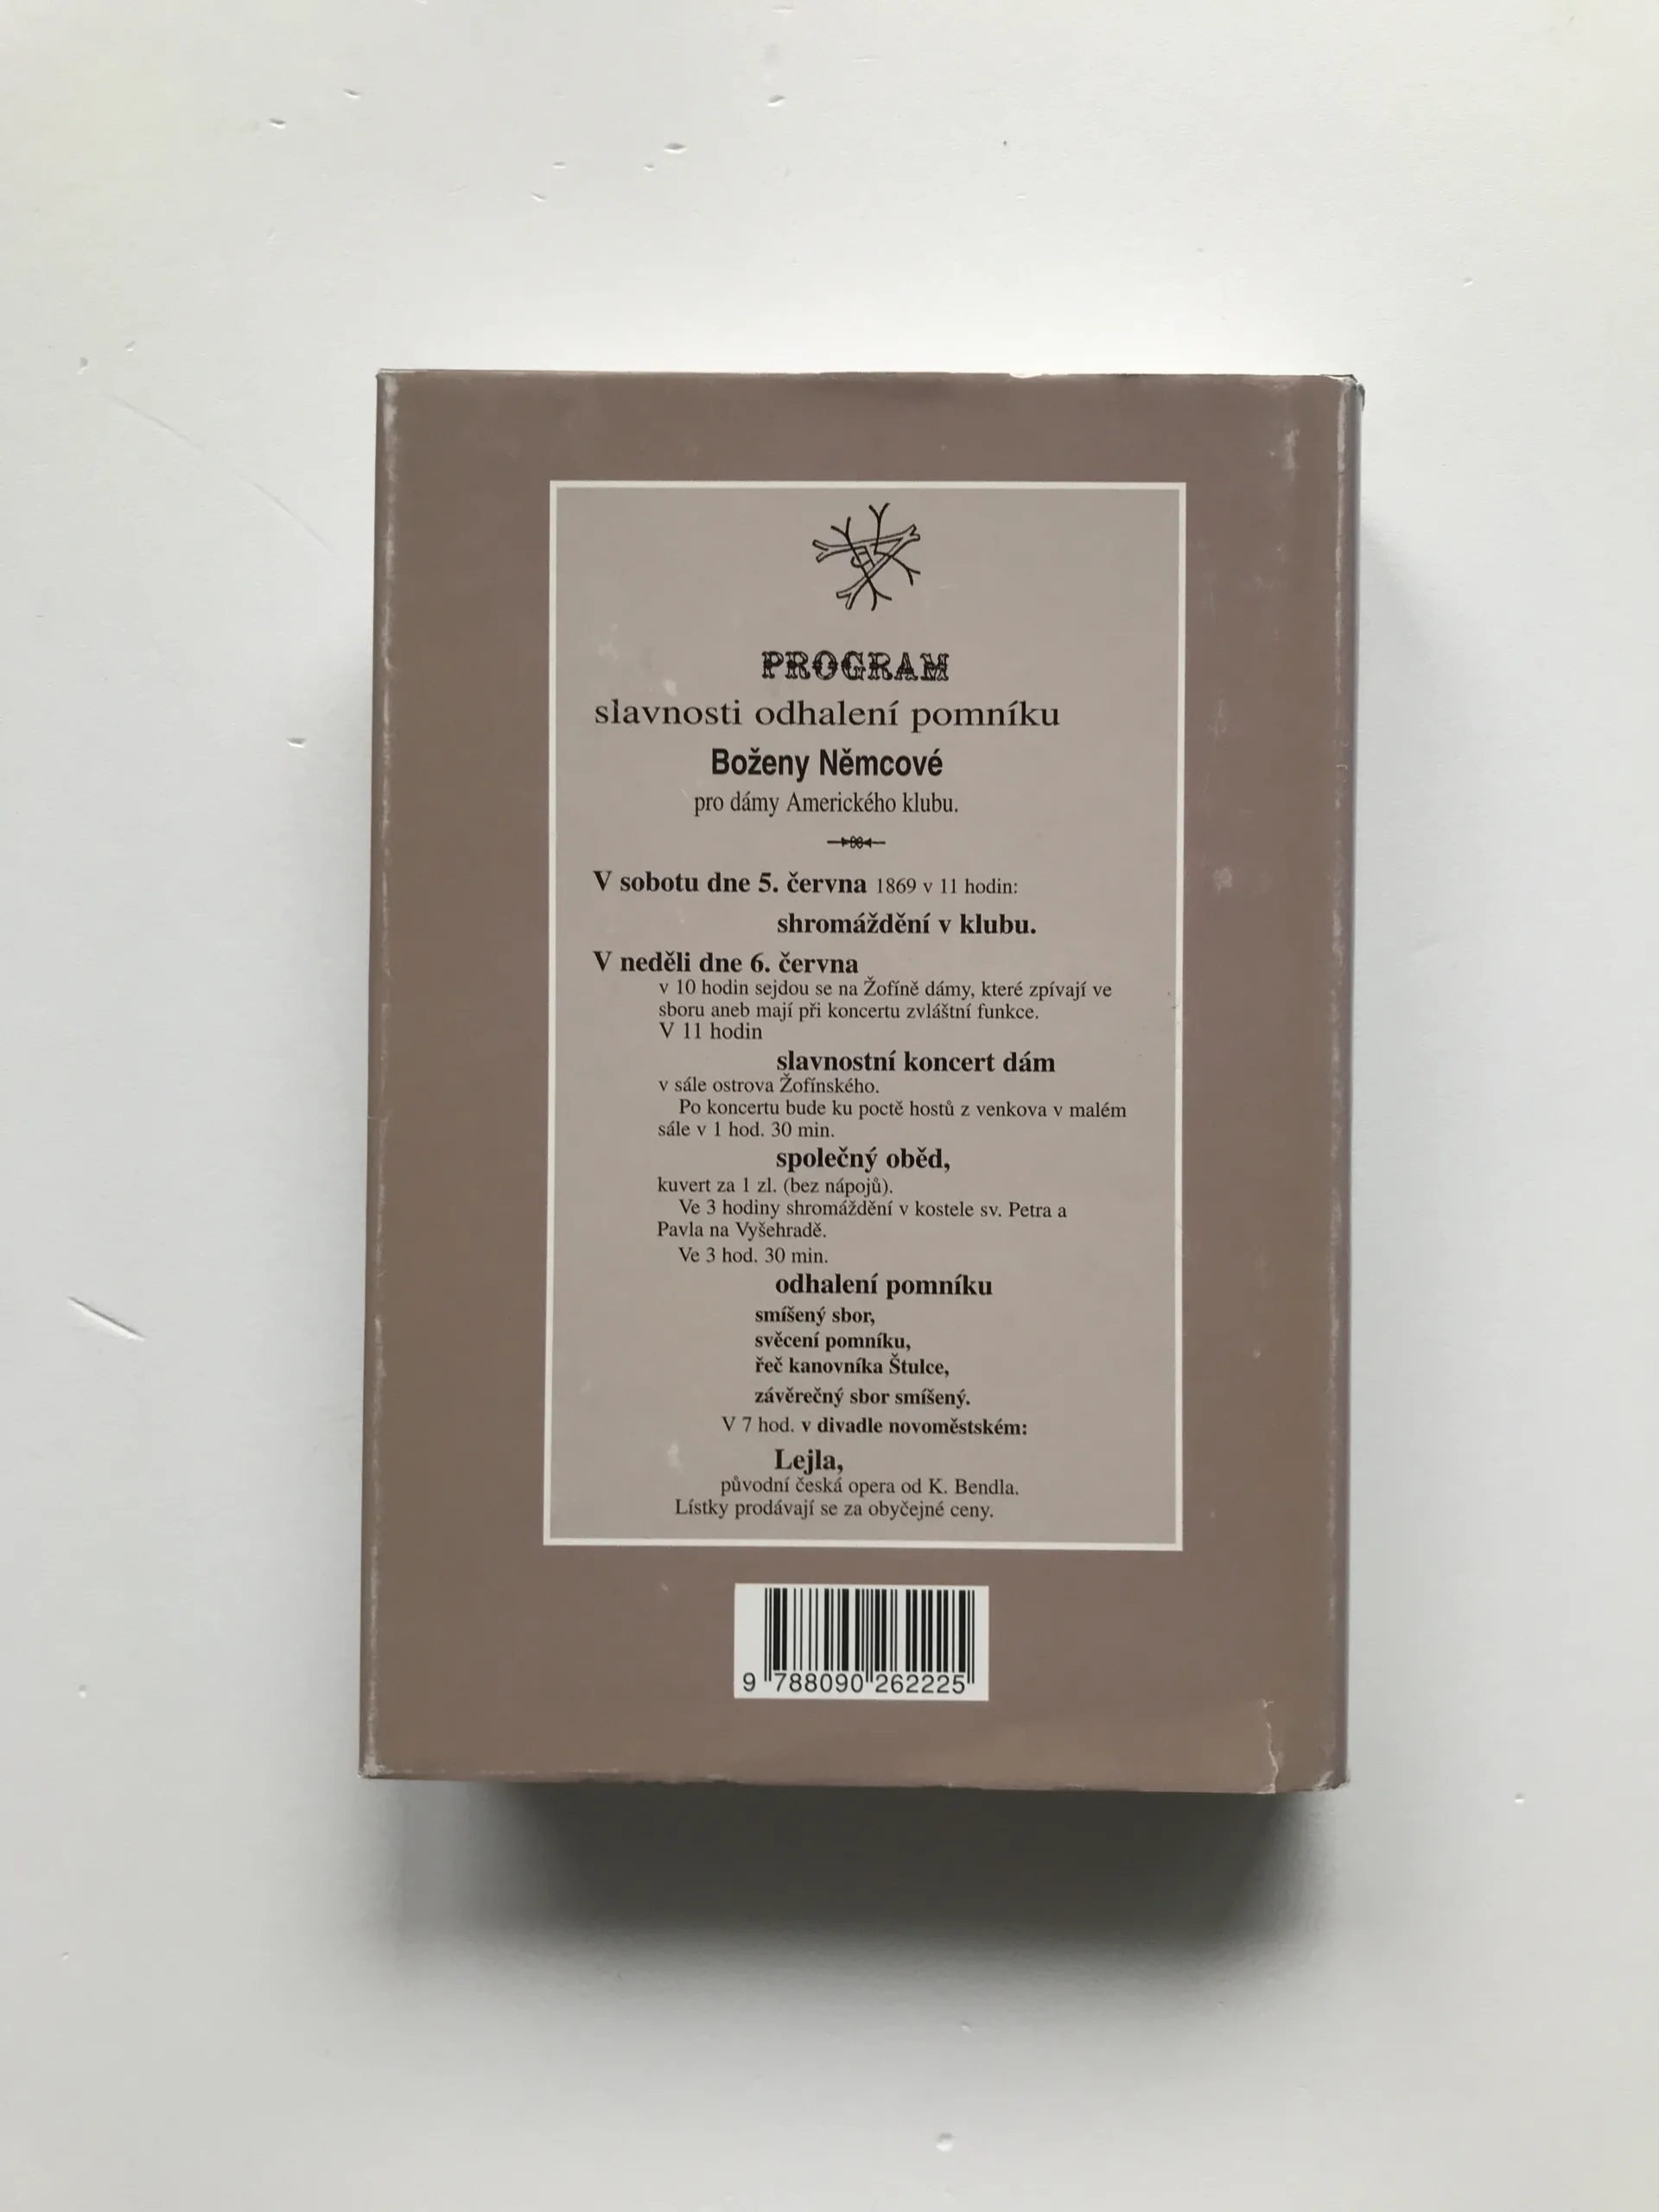 PROGRAM
slavnosti odhalení pomníku
Boženy Němcové
pro dámy Amerického klubu.
V sobotu dne 5. června 1869 v 11 hodin:
shromáždění v klubu.
V neděli dne 6. června
v 10 hodin sejdou se na Žofíně dámy, které zpívají ve
sboru aneb mají při koncertu zvláštní funkce.
V 11 hodin
slavnostní koncert dám
v sále ostrova Žofínského.
Po koncertu bude ku poctě hostů z venkova v malém
sále v 1 hod. 30 min.
společný oběd,
kuvert za 1 zl. (bez nápojů).
Ve 3 hodiny shromáždění v kostele sv. Petra a
Pavla na Vyšehradě.
Ve 3 hod. 30 min.
odhalení pomníku
smíšený sbor,
svěcení pomníku,
řeč kanovníka Štulce,
závěrečný sbor smíšený.
V 7 hod. v divadle novoměstském:
Lejla,
původní česká opera od K. Bendla.
Lístky prodávají se za obyčejné ceny.
9 788090 262225